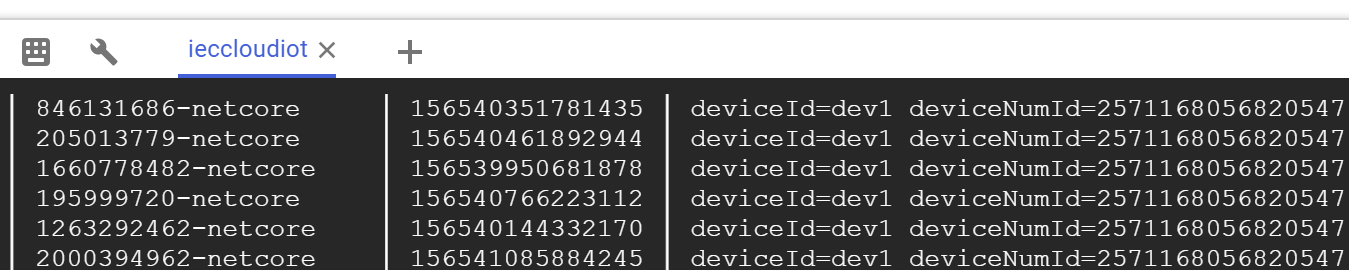 ieccloudiot
| 846131686-netcore | 156540351781435 | deviceId=dev1 deviceNumId=2571168056820547
| 205013779-netcore | 156540461892944 | deviceId=dev1 deviceNumId=2571168056820547
| 1660778482-netcore | 156539950681878 | deviceId=dev1 deviceNumId=2571168056820547
| 195999720-netcore | 156540766223112 | deviceId=dev1 deviceNumId=2571168056820547
| 1263292462-netcore | 156540144332170 | deviceId=dev1 deviceNumId=2571168056820547
| 2000394962-netcore | 156541085884245 | deviceId=dev1 deviceNumId=2571168056820547